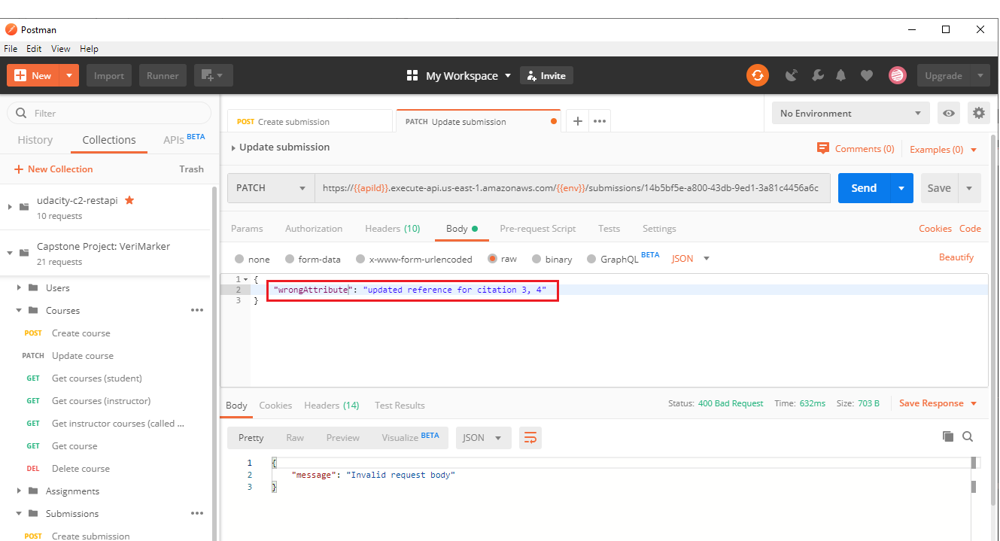 Postman
File Edit View Help
New Import Runner My Workspace Invite Upgrade
Filter
History Collections APIs BETA
New Collection Trash
udacity-c2-restapi
10 requests
Capstone Project: VeriMarker
21 requests
Users
Courses
POST Create course
PATCH Update course
GET Get courses (student)
GET Get courses (instructor)
GET Get instructor courses (called ...
GET Get course
DEL Delete course
Assignments
Submissions
POST Create submission
POST Create submission PATCH Update submission No Environment
Update submission Comments (0) Examples (0)
PATCH https://{{apiId}}.execute-api.us-east-1.amazonaws.com/{{env}}/submissions/14b5bf5e-a800-43db-9ed1-3a81c4456a6c Send Save
Params Authorization Headers (10) Body Pre-request Script Tests Settings Cookies Code
none form-data x-www-form-urlencoded raw binary GraphQL BETA JSON Beautify
1 {
2 "wrongAttribute": "updated reference for citation 3, 4"
3 }
Body Cookies Headers (14) Test Results Status: 400 Bad Request Time: 632ms Size: 703 B Save Response
Pretty Raw Preview Visualize BETA JSON
1 {
2 "message": "Invalid request body"
3 }